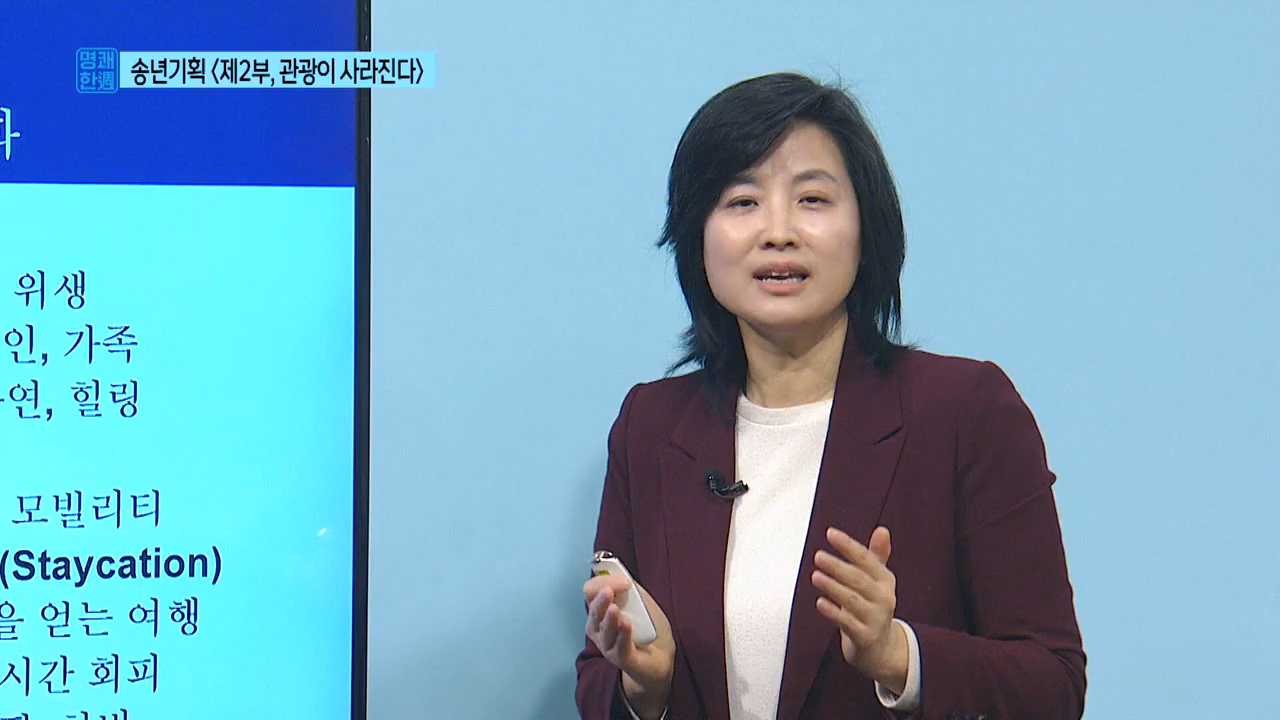 명쾌
한週
송년기획 <제2부, 관광이 사라진다>
위생
인, 가족
연, 힐링
모빌리티
(Staycation)
을 얻는 여행
시간 회피